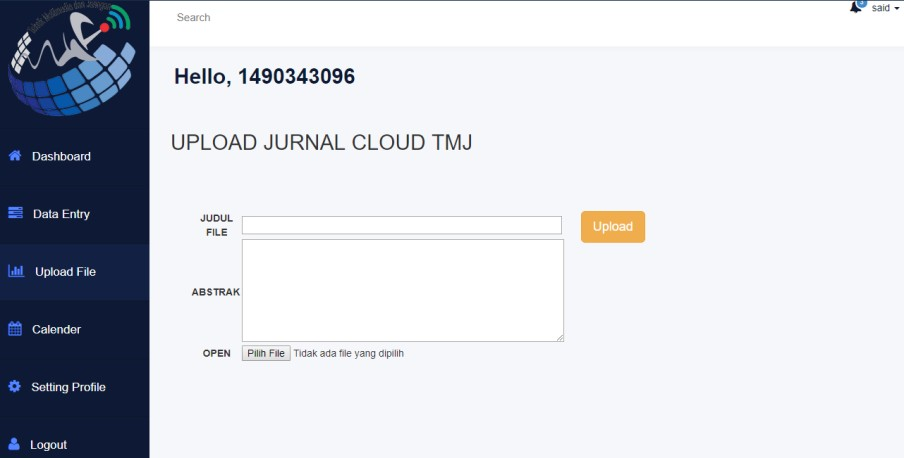 Search
3
said
Hello, 1490343096
UPLOAD JURNAL CLOUD TMJ
Dashboard
Data Entry
Upload File
Calender
Setting Profile
Logout
JUDUL
FILE
Upload
ABSTRAK
OPEN Pilih File Tidak ada file yang dipilih